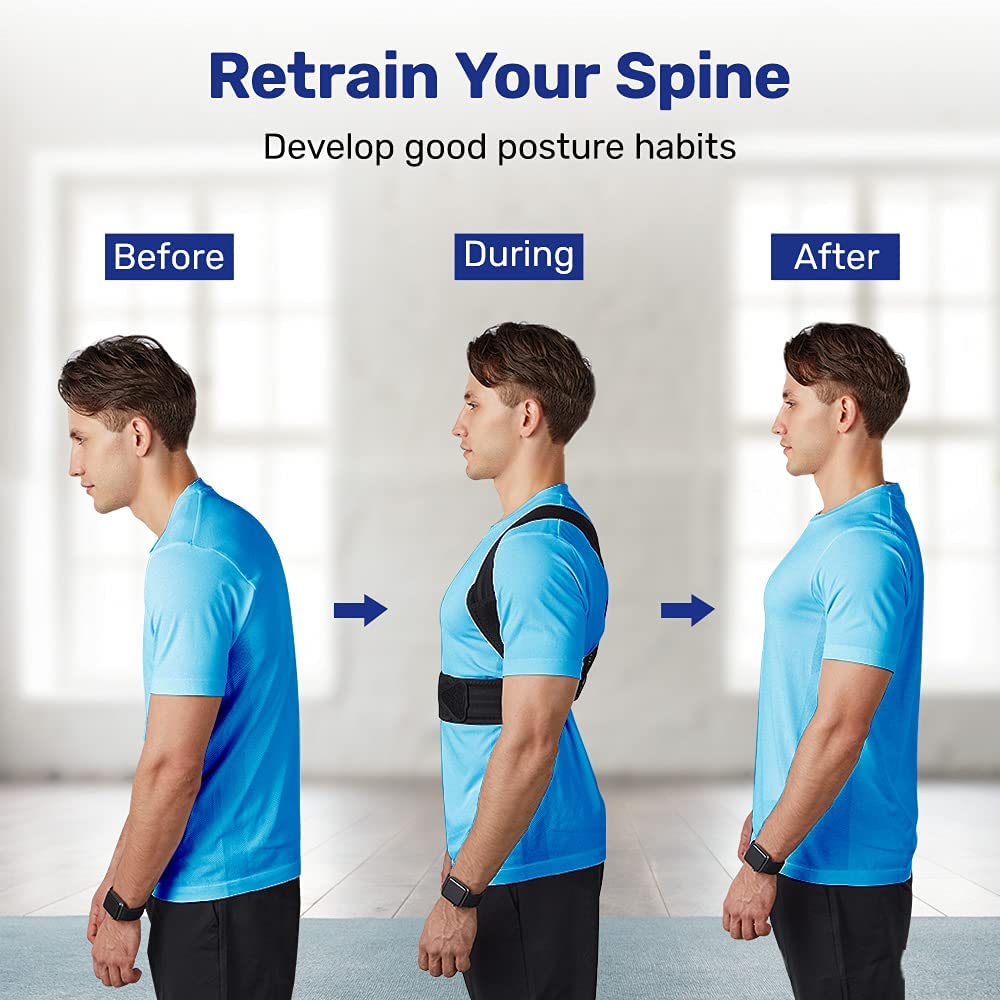 Retrain Your Spine
Develop good posture habits
Before
During
After